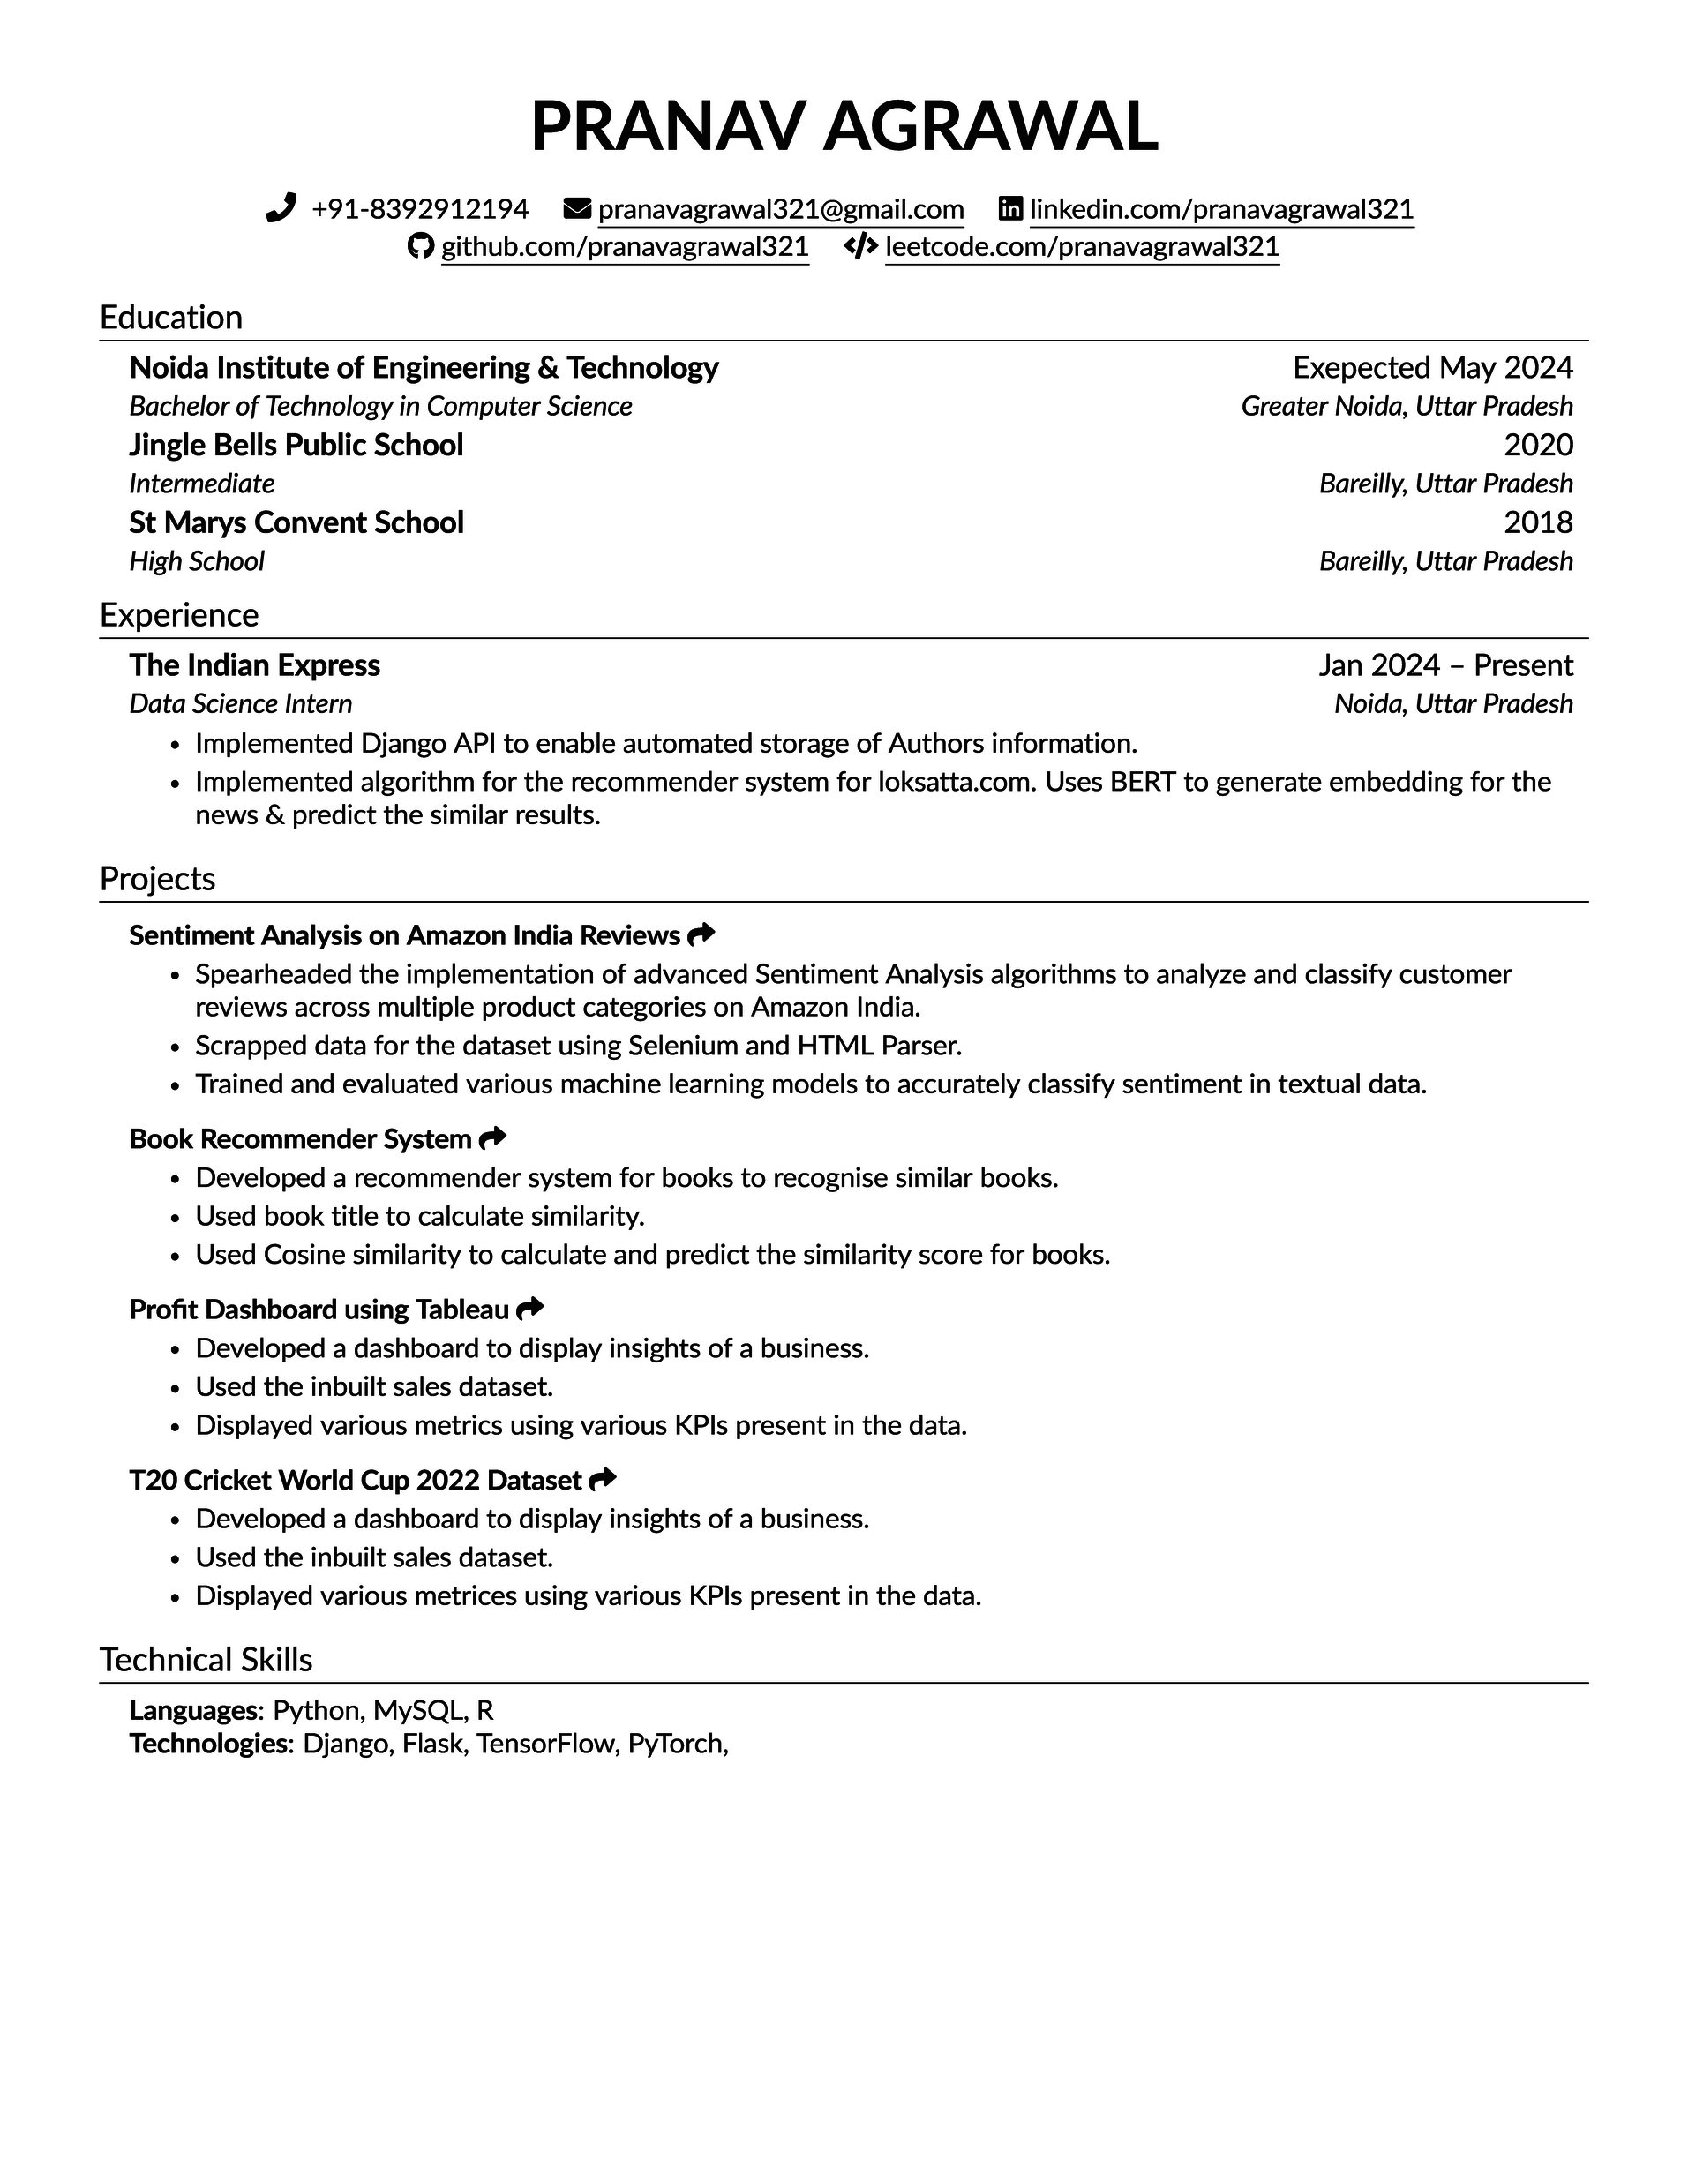 PRANAV AGRAWAL
+91-8392912194 pranavagrawal321@gmail.com linkedin.com/pranavagrawal321
github.com/pranavagrawal321 leetcode.com/pranavagrawal321
Education
Noida Institute of Engineering & Technology Exepected May 2024
Bachelor of Technology in Computer Science Greater Noida, Uttar Pradesh
Jingle Bells Public School 2020
Intermediate Bareilly, Uttar Pradesh
St Marys Convent School 2018
High School Bareilly, Uttar Pradesh
Experience
The Indian Express Jan 2024 – Present
Data Science Intern Noida, Uttar Pradesh
• Implemented Django API to enable automated storage of Authors information.
• Implemented algorithm for the recommender system for loksatta.com. Uses BERT to generate embedding for the
news & predict the similar results.
Projects
Sentiment Analysis on Amazon India Reviews
• Spearheaded the implementation of advanced Sentiment Analysis algorithms to analyze and classify customer
reviews across multiple product categories on Amazon India.
• Scrapped data for the dataset using Selenium and HTML Parser.
• Trained and evaluated various machine learning models to accurately classify sentiment in textual data.
Book Recommender System
• Developed a recommender system for books to recognise similar books.
• Used book title to calculate similarity.
• Used Cosine similarity to calculate and predict the similarity score for books.
Profit Dashboard using Tableau
• Developed a dashboard to display insights of a business.
• Used the inbuilt sales dataset.
• Displayed various metrics using various KPIs present in the data.
T20 Cricket World Cup 2022 Dataset
• Developed a dashboard to display insights of a business.
• Used the inbuilt sales dataset.
• Displayed various metrices using various KPIs present in the data.
Technical Skills
Languages: Python, MySQL, R
Technologies: Django, Flask, TensorFlow, PyTorch,